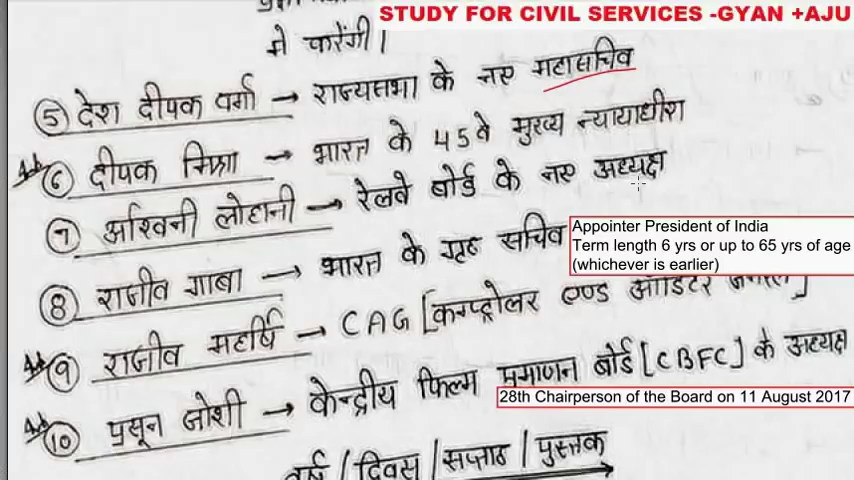 STUDY FOR CIVIL SERVICES -GYAN +AJU
मे पारेंगी।
⑤ देश दीपक वर्मा → राज्यसभा के नए महासचिव
⑥ दीपक मिश्रा → भारत के 45वे मुख्य न्यायाधीश
⑦ अश्विनी लोहानी → रेलवे बोर्ड के नए अध्यक्ष
⑧ राजीव गाबा → भारत के गृह सचिव
Appointer President of India
Term length 6 yrs or up to 65 yrs of age
(whichever is earlier)
⑨ राजीव महर्षि → CAG [कम्प्ट्रोलर एण्ड ऑडिटर जनरल]
⑩ प्रसून जोशी → केन्द्रीय फिल्म प्रमाणन बोर्ड [CBFC] के अध्यक्ष
28th Chairperson of the Board on 11 August 2017
वर्ष / दिवस / सप्ताह / पुस्तक